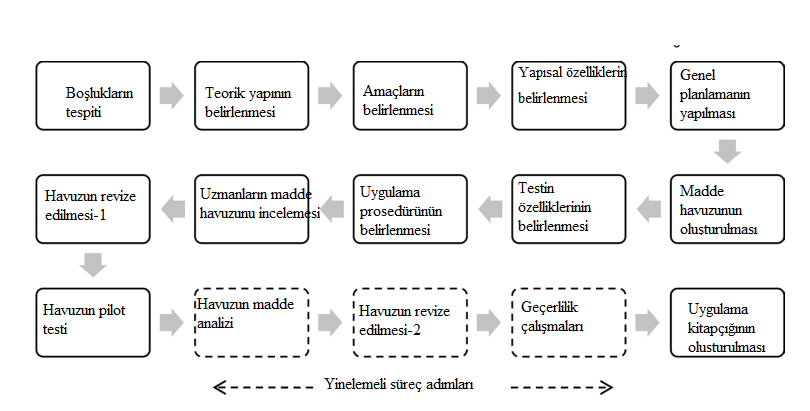 Boşlukların
tespiti
Teorik yapının
belirlenmesi
Amaçların
belirlenmesi
Yapısal özelliklerin
belirlenmesi
Genel
planlamanın
yapılması
Havuzun revize
edilmesi-1
Uzmanların madde
havuzunu incelemesi
Uygulama
prosedürünün
belirlenmesi
Testin
özelliklerinin
belirlenmesi
Madde
havuzunun
oluşturulması
Havuzun pilot
testi
Havuzun madde
analizi
Havuzun revize
edilmesi-2
Geçerlilik
çalışmaları
Uygulama
kitapçığının
olusturulması
Yinelemeli süreç adımları